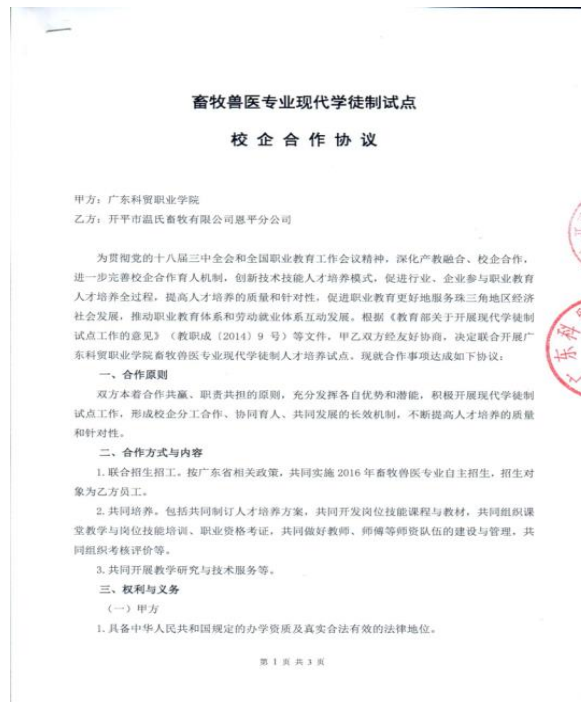 畜牧兽医专业现代学徒制试点
校 企 合 作 协 议
甲方：广东科贸职业学院
乙方：开平市温氏畜牧有限公司恩平分公司
为贯彻党的十八届三中全会和全国职业教育工作会议精神，深化产教融合、校企合作，
进一步完善校企合作育人机制，创新技术技能人才培养模式，促进行业、企业参与职业教育
人才培养全过程，提高人才培养的质量和针对性，促进职业教育更好地服务珠三角地区经济
社会发展，推动职业教育体系和劳动就业体系互动发展。根据《教育部关于开展现代学徒制
试点工作的意见》（教职成〔2014〕9 号）等文件，甲乙双方经友好协商，决定联合开展广
东科贸职业学院畜牧兽医专业现代学徒制人才培养试点。现就合作事项达成如下协议：
一、合作原则
双方本着合作共赢、职责共担的原则，充分发挥各自优势和潜能，积极开展现代学徒制
试点工作，形成校企分工合作、协同育人、共同发展的长效机制，不断提高人才培养的质量
和针对性。
二、合作方式与内容
1.联合招生招工。按广东省相关政策，共同实施 2016 年畜牧兽医专业自主招生，招生对
象为乙方员工。
2.共同培养。包括共同制订人才培养方案，共同开发岗位技能课程与教材，共同组织课
堂教学与岗位技能培训、职业资格考证，共同做好教师、师傅等师资队伍的建设与管理，共
同组织考核评价等。
3.共同开展教学研究与技术服务等。
三、权利与义务
（一）甲方
1.具备中华人民共和国规定的办学资质及真实合法有效的法律地位。
第 1 页 共 3 页
广东科